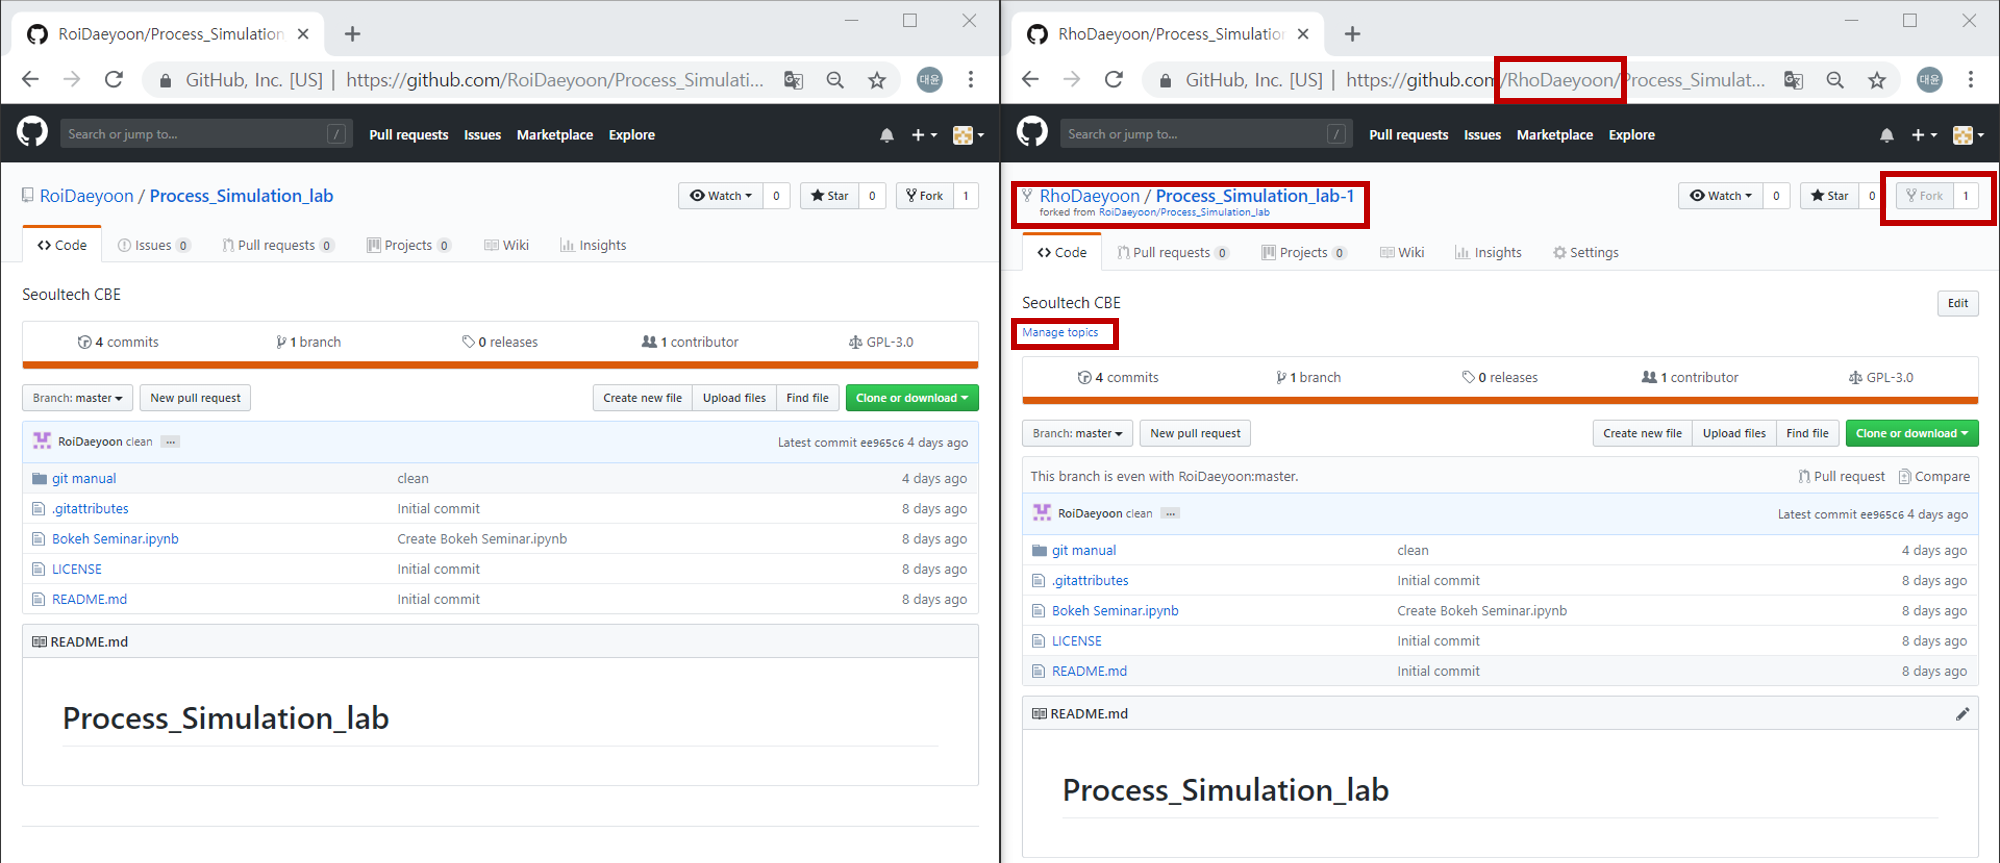 RoiDaeyoon/Process_Simulation
GitHub, Inc. [US] | https://github.com/RoiDaeyoon/Process_Simulati... 대윤
Search or jump to... / Pull requests Issues Marketplace Explore
RoiDaeyoon / Process_Simulation_lab Watch 0 Star 0 Fork 1
Code Issues 0 Pull requests 0 Projects 0 Wiki Insights
Seoultech CBE
4 commits 1 branch 0 releases 1 contributor GPL-3.0
Branch: master New pull request Create new file Upload files Find file Clone or download
RoiDaeyoon clean ... Latest commit ee965c6 4 days ago
git manual clean 4 days ago
.gitattributes Initial commit 8 days ago
Bokeh Seminar.ipynb Create Bokeh Seminar.ipynb 8 days ago
LICENSE Initial commit 8 days ago
README.md Initial commit 8 days ago
README.md
Process_Simulation_lab
RhoDaeyoon/Process_Simulation
GitHub, Inc. [US] | https://github.com/RhoDaeyoon/Process_Simulat... 대윤
Search or jump to... / Pull requests Issues Marketplace Explore
RhoDaeyoon / Process_Simulation_lab-1 Watch 0 Star 0 Fork 1
forked from RoiDaeyoon/Process_Simulation_lab
Code Pull requests 0 Projects 0 Wiki Insights Settings
Seoultech CBE Edit
Manage topics
4 commits 1 branch 0 releases 1 contributor GPL-3.0
Branch: master New pull request Create new file Upload files Find file Clone or download
This branch is even with RoiDaeyoon:master. Pull request Compare
RoiDaeyoon clean ... Latest commit ee965c6 4 days ago
git manual clean 4 days ago
.gitattributes Initial commit 8 days ago
Bokeh Seminar.ipynb Create Bokeh Seminar.ipynb 8 days ago
LICENSE Initial commit 8 days ago
README.md Initial commit 8 days ago
README.md
Process_Simulation_lab